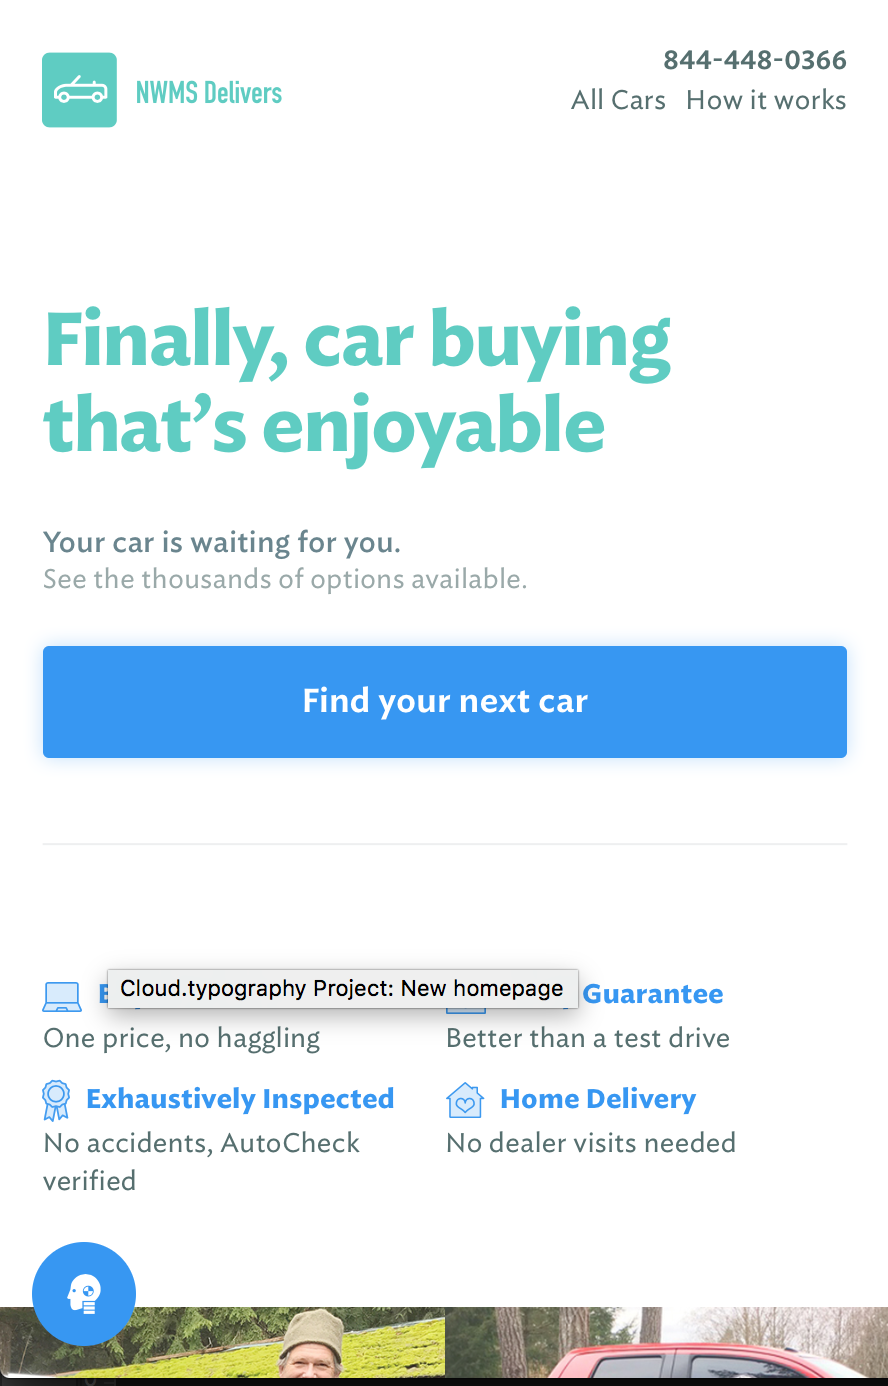 844-448-0366
NWMS Delivers
All Cars How it works
Finally, car buying
that’s enjoyable
Your car is waiting for you.
See the thousands of options available.
Find your next car
Cloud.typography Project: New homepage
Guarantee
One price, no haggling
Better than a test drive
Exhaustively Inspected
Home Delivery
No accidents, AutoCheck
verified
No dealer visits needed